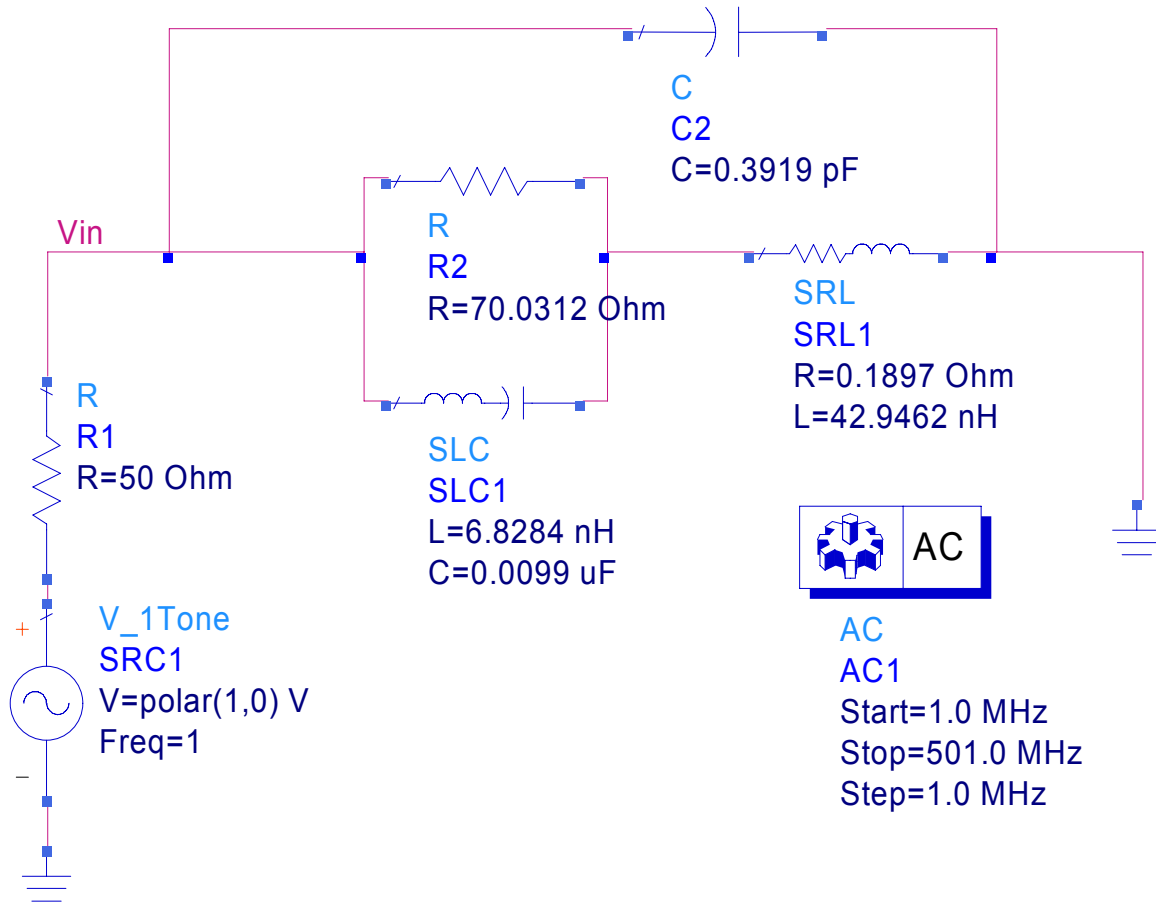 C
C2
C=0.3919 pF
Vin
R
R2
R=70.0312 Ohm
SRL
SRL1
R=0.1897 Ohm
L=42.9462 nH
R
R1
R=50 Ohm
SLC
SLC1
L=6.8284 nH
C=0.0099 uF
AC
+
V_1Tone
SRC1
V=polar(1,0) V
Freq=1
−
AC
AC1
Start=1.0 MHz
Stop=501.0 MHz
Step=1.0 MHz